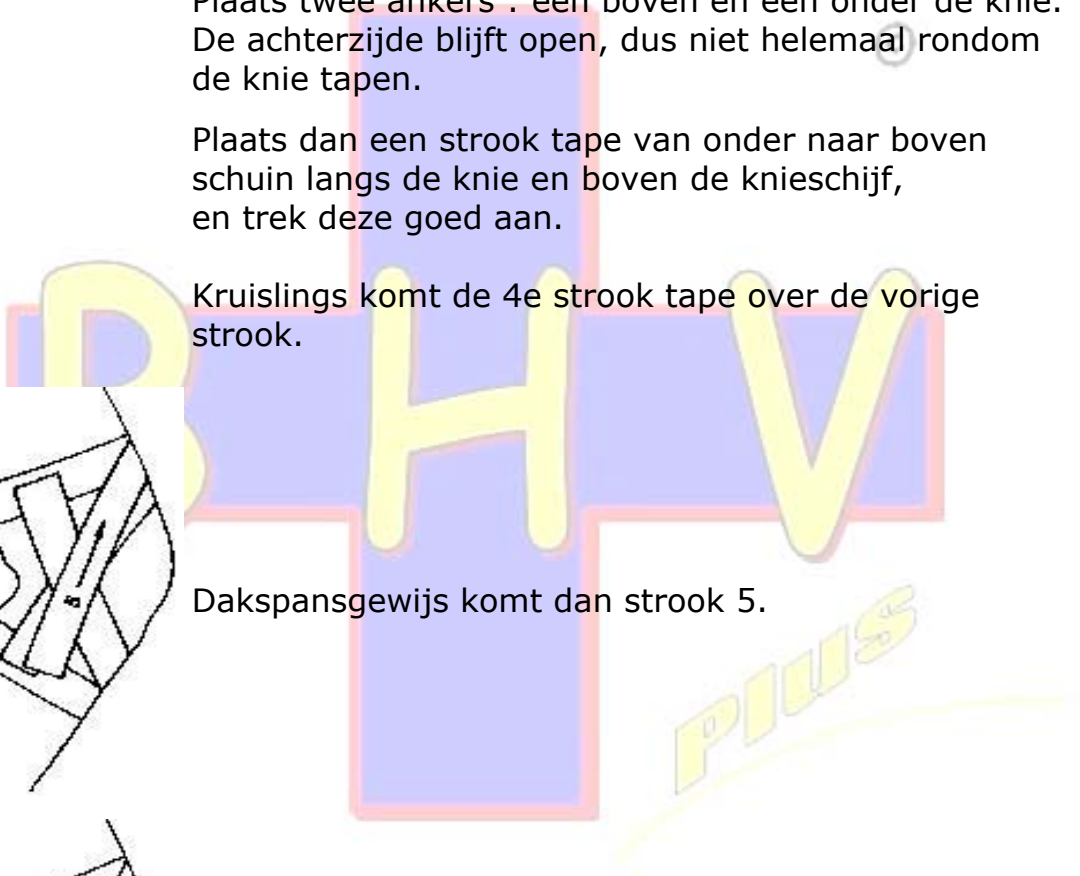 Plaats twee ankers : een boven en een onder de knie.
De achterzijde blijft open, dus niet helemaal rondom
de knie tapen.
Plaats dan een strook tape van onder naar boven
schuin langs de knie en boven de knieschijf,
en trek deze goed aan.
Kruislings komt de 4e strook tape over de vorige
strook.
BHV
5
Dakspansgewijs komt dan strook 5.
Plus